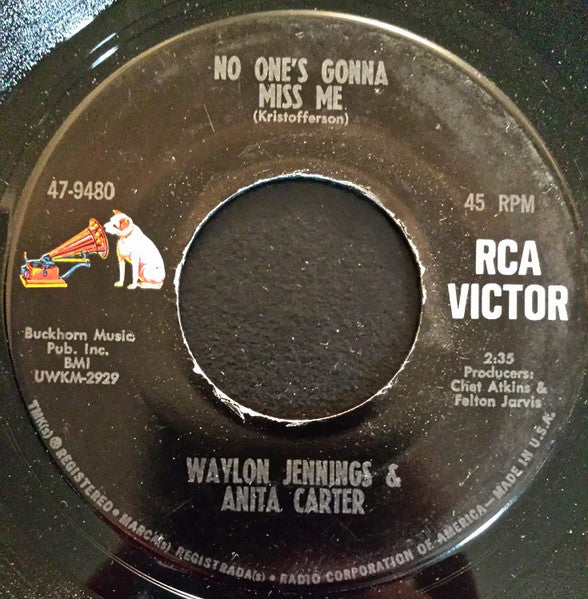 NO ONE'S GONNA
MISS ME
(Kristofferson)
47-9480
45 RPM
RCA
VICTOR
Buckhorn Music
Pub. Inc.
BMI
UWKM-2929
2:35
Producers:
Chet Atkins &
Felton Jarvis
WAYLON JENNINGS &
ANITA CARTER
TMK(s) ® REGISTERED • MARCA(s) REGISTRADA(s) • RADIO CORPORATION OF AMERICA—MADE IN U.S.A.